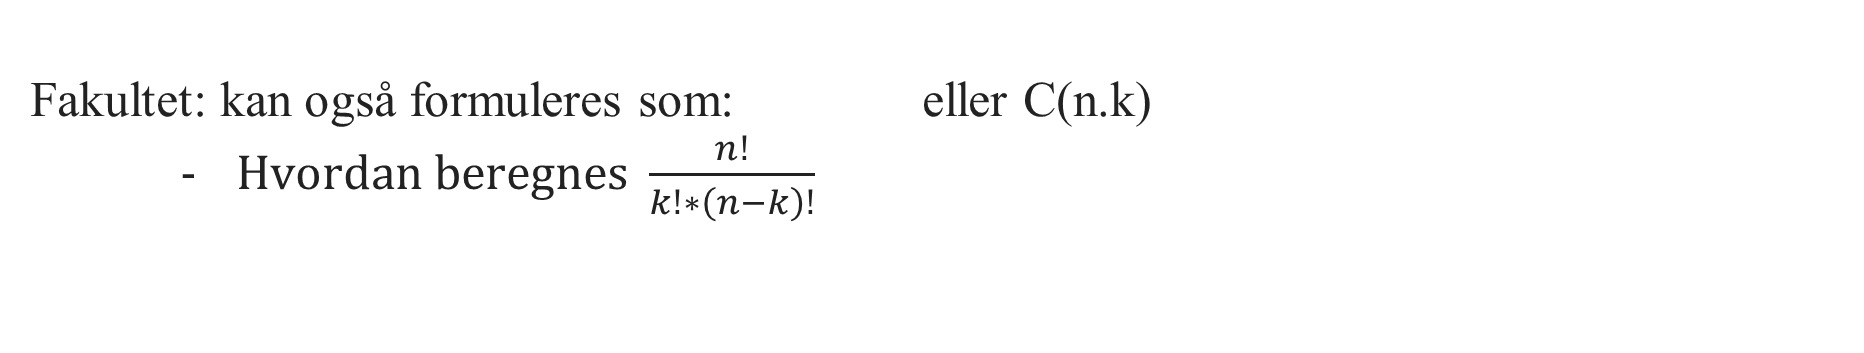 Fakultet: kan også formuleres som: eller C(n.k)
- Hvordan beregnes n!/(k!*(n−k)!)